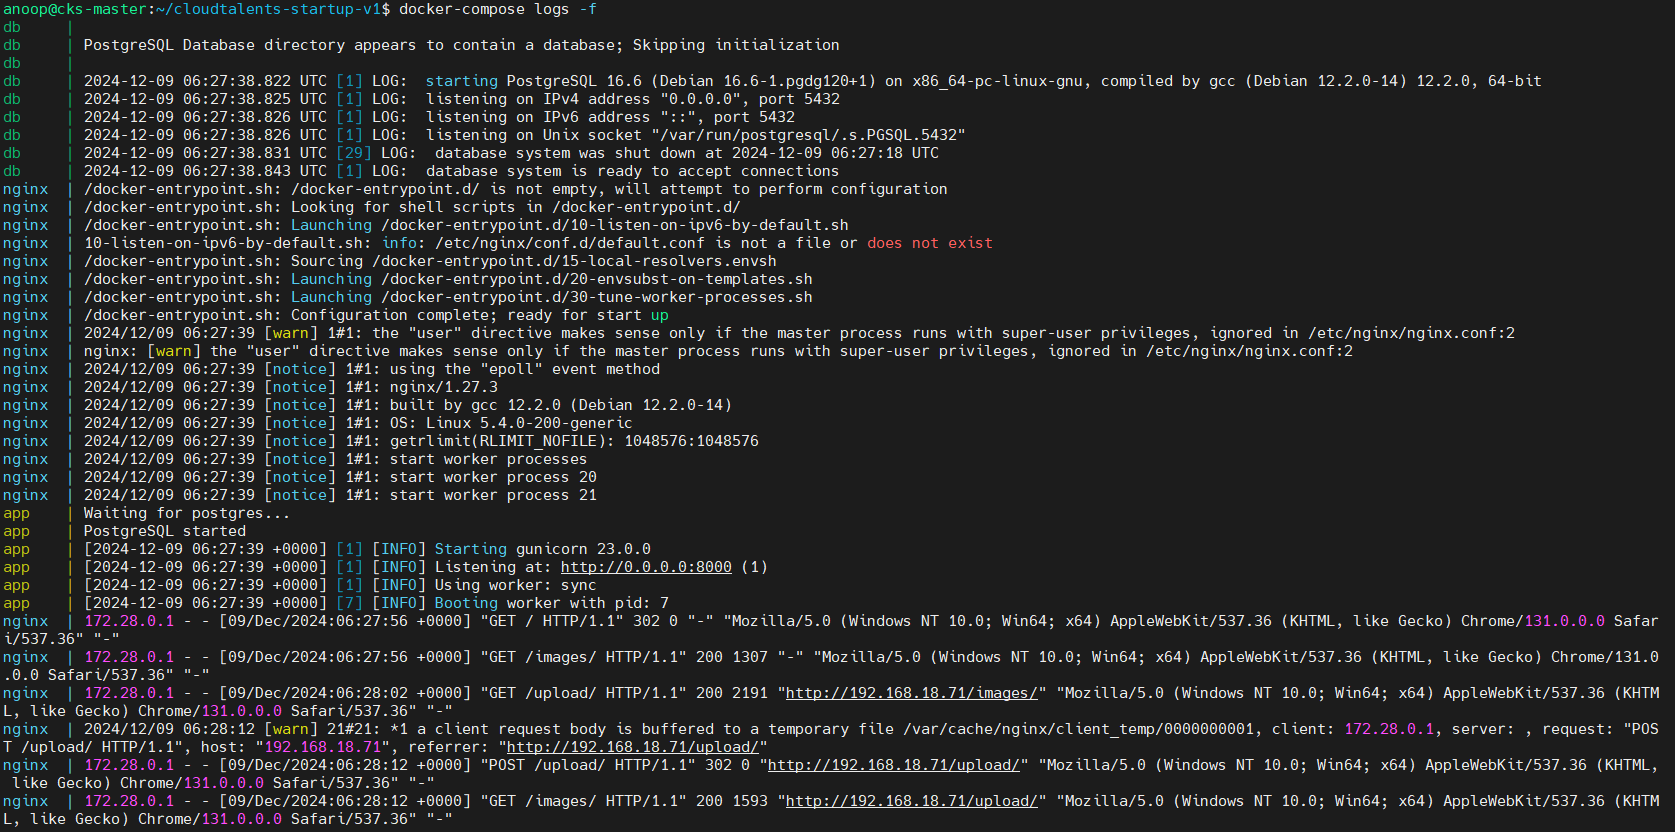 anoop@cks-master:~/cloudtalents-startup-v1$ docker-compose logs -f
db     |
db     | PostgreSQL Database directory appears to contain a database; Skipping initialization
db     |
db     | 2024-12-09 06:27:38.822 UTC [1] LOG:  starting PostgreSQL 16.6 (Debian 16.6-1.pgdg120+1) on x86_64-pc-linux-gnu, compiled by gcc (Debian 12.2.0-14) 12.2.0, 64-bit
db     | 2024-12-09 06:27:38.825 UTC [1] LOG:  listening on IPv4 address "0.0.0.0", port 5432
db     | 2024-12-09 06:27:38.826 UTC [1] LOG:  listening on IPv6 address "::", port 5432
db     | 2024-12-09 06:27:38.826 UTC [1] LOG:  listening on Unix socket "/var/run/postgresql/.s.PGSQL.5432"
db     | 2024-12-09 06:27:38.831 UTC [29] LOG:  database system was shut down at 2024-12-09 06:27:18 UTC
db     | 2024-12-09 06:27:38.843 UTC [1] LOG:  database system is ready to accept connections
nginx  | /docker-entrypoint.sh: /docker-entrypoint.d/ is not empty, will attempt to perform configuration
nginx  | /docker-entrypoint.sh: Looking for shell scripts in /docker-entrypoint.d/
nginx  | /docker-entrypoint.sh: Launching /docker-entrypoint.d/10-listen-on-ipv6-by-default.sh
nginx  | 10-listen-on-ipv6-by-default.sh: info: /etc/nginx/conf.d/default.conf is not a file or does not exist
nginx  | /docker-entrypoint.sh: Sourcing /docker-entrypoint.d/15-local-resolvers.envsh
nginx  | /docker-entrypoint.sh: Launching /docker-entrypoint.d/20-envsubst-on-templates.sh
nginx  | /docker-entrypoint.sh: Launching /docker-entrypoint.d/30-tune-worker-processes.sh
nginx  | /docker-entrypoint.sh: Configuration complete; ready for start up
nginx  | 2024/12/09 06:27:39 [warn] 1#1: the "user" directive makes sense only if the master process runs with super-user privileges, ignored in /etc/nginx/nginx.conf:2
nginx  | nginx: [warn] the "user" directive makes sense only if the master process runs with super-user privileges, ignored in /etc/nginx/nginx.conf:2
nginx  | 2024/12/09 06:27:39 [notice] 1#1: using the "epoll" event method
nginx  | 2024/12/09 06:27:39 [notice] 1#1: nginx/1.27.3
nginx  | 2024/12/09 06:27:39 [notice] 1#1: built by gcc 12.2.0 (Debian 12.2.0-14)
nginx  | 2024/12/09 06:27:39 [notice] 1#1: OS: Linux 5.4.0-200-generic
nginx  | 2024/12/09 06:27:39 [notice] 1#1: getrlimit(RLIMIT_NOFILE): 1048576:1048576
nginx  | 2024/12/09 06:27:39 [notice] 1#1: start worker processes
nginx  | 2024/12/09 06:27:39 [notice] 1#1: start worker process 20
nginx  | 2024/12/09 06:27:39 [notice] 1#1: start worker process 21
app    | Waiting for postgres...
app    | PostgreSQL started
app    | [2024-12-09 06:27:39 +0000] [1] [INFO] Starting gunicorn 23.0.0
app    | [2024-12-09 06:27:39 +0000] [1] [INFO] Listening at: http://0.0.0.0:8000 (1)
app    | [2024-12-09 06:27:39 +0000] [1] [INFO] Using worker: sync
app    | [2024-12-09 06:27:39 +0000] [7] [INFO] Booting worker with pid: 7
nginx  | 172.28.0.1 - - [09/Dec/2024:06:27:56 +0000] "GET / HTTP/1.1" 302 0 "-" "Mozilla/5.0 (Windows NT 10.0; Win64; x64) AppleWebKit/537.36 (KHTML, like Gecko) Chrome/131.0.0.0 Safar
i/537.36" "-"
nginx  | 172.28.0.1 - - [09/Dec/2024:06:27:56 +0000] "GET /images/ HTTP/1.1" 200 1307 "-" "Mozilla/5.0 (Windows NT 10.0; Win64; x64) AppleWebKit/537.36 (KHTML, like Gecko) Chrome/131.0
.0.0 Safari/537.36" "-"
nginx  | 172.28.0.1 - - [09/Dec/2024:06:28:02 +0000] "GET /upload/ HTTP/1.1" 200 2191 "http://192.168.18.71/images/" "Mozilla/5.0 (Windows NT 10.0; Win64; x64) AppleWebKit/537.36 (KHTM
L, like Gecko) Chrome/131.0.0.0 Safari/537.36" "-"
nginx  | 2024/12/09 06:28:12 [warn] 21#21: *1 a client request body is buffered to a temporary file /var/cache/nginx/client_temp/0000000001, client: 172.28.0.1, server: , request: "POS
T /upload/ HTTP/1.1", host: "192.168.18.71", referrer: "http://192.168.18.71/upload/"
nginx  | 172.28.0.1 - - [09/Dec/2024:06:28:12 +0000] "POST /upload/ HTTP/1.1" 302 0 "http://192.168.18.71/upload/" "Mozilla/5.0 (Windows NT 10.0; Win64; x64) AppleWebKit/537.36 (KHTML,
 like Gecko) Chrome/131.0.0.0 Safari/537.36" "-"
nginx  | 172.28.0.1 - - [09/Dec/2024:06:28:12 +0000] "GET /images/ HTTP/1.1" 200 1593 "http://192.168.18.71/upload/" "Mozilla/5.0 (Windows NT 10.0; Win64; x64) AppleWebKit/537.36 (KHTM
L, like Gecko) Chrome/131.0.0.0 Safari/537.36" "-"